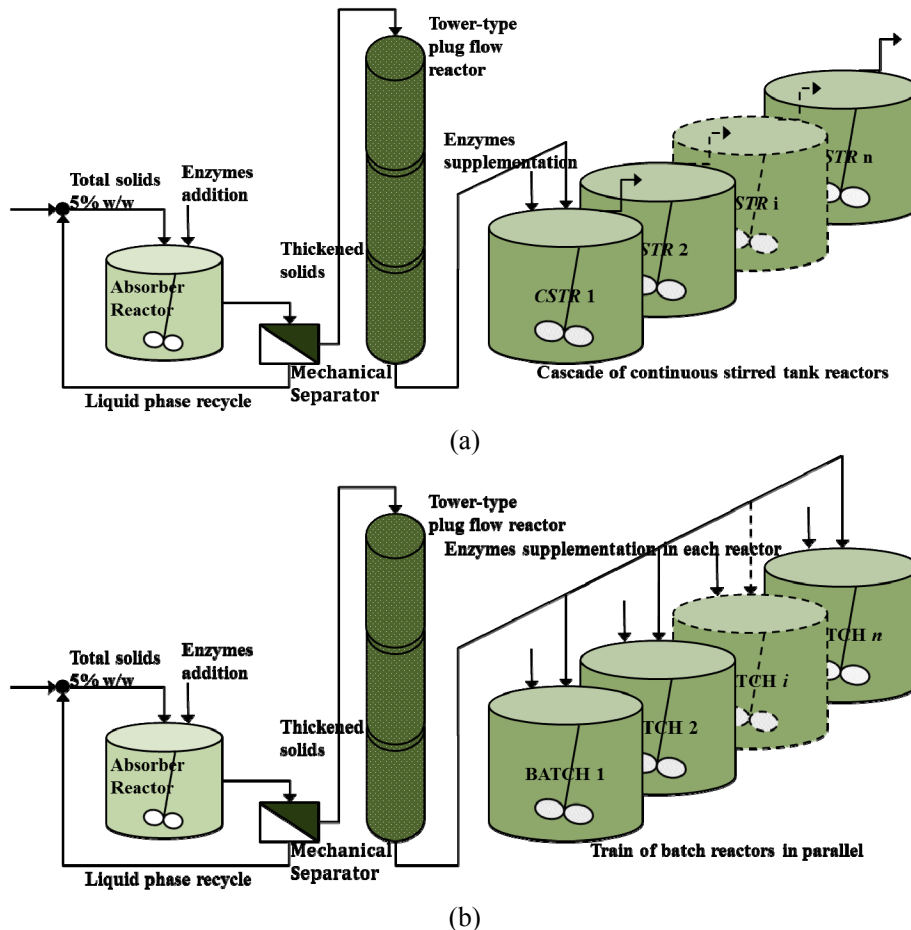 Tower-type
plug flow
reactor
Enzymes
supplementation
Total solids
5% w/w
Enzymes
addition
Thickened
solids
Absorber
Reactor
CSTR 1
STR 2
STR i
STR n
Mechanical
Separator
Liquid phase recycle
Cascade of continuous stirred tank reactors
(a)
Tower-type
plug flow reactor
Enzymes supplementation in each reactor
Total solids
5% w/w
Enzymes
addition
Thickened
solids
Absorber
Reactor
BATCH 1
TCH 2
TCH i
TCH n
Mechanical
Separator
Liquid phase recycle
Train of batch reactors in parallel
(b)